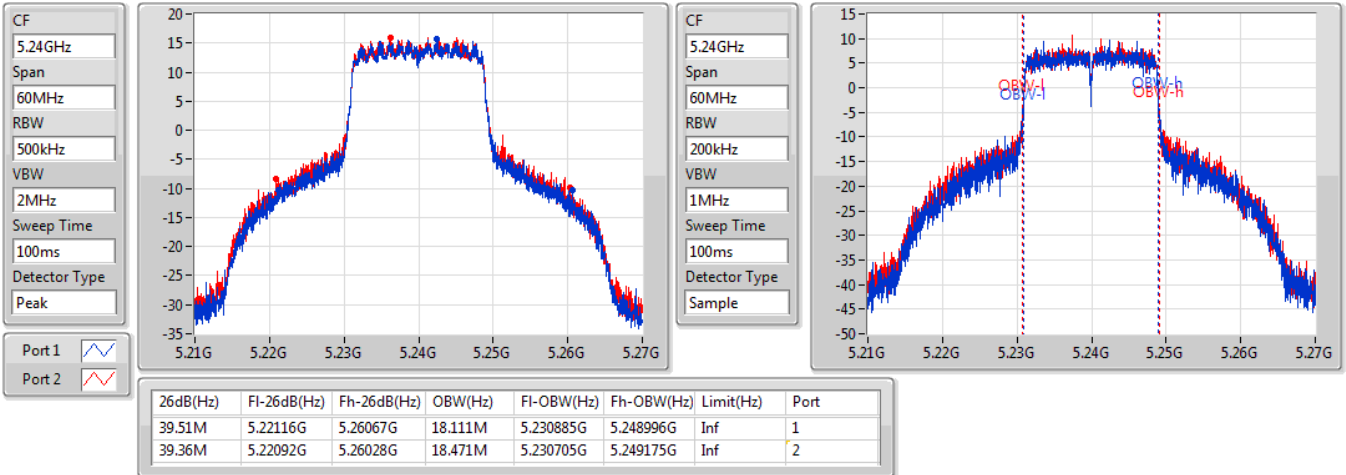 CF
5.24GHz
Span
60MHz
RBW
500kHz
VBW
2MHz
Sweep Time
100ms
Detector Type
Peak
Port 1
Port 2
20
15
10
5
0
-5
-10
-15
-20
-25
-30
-35
5.21G 5.22G 5.23G 5.24G 5.25G 5.26G 5.27G
CF
5.24GHz
Span
60MHz
RBW
200kHz
VBW
1MHz
Sweep Time
100ms
Detector Type
Sample
15
10
5
0
-5
-10
-15
-20
-25
-30
-35
-40
-45
-50
OBW-l OBW-h
OBW-l OBW-h
5.21G 5.22G 5.23G 5.24G 5.25G 5.26G 5.27G
26dB(Hz) Fl-26dB(Hz) Fh-26dB(Hz) OBW(Hz) Fl-OBW(Hz) Fh-OBW(Hz) Limit(Hz) Port
39.51M 5.22116G 5.26067G 18.111M 5.230885G 5.248996G Inf 1
39.36M 5.22092G 5.26028G 18.471M 5.230705G 5.249175G Inf 2